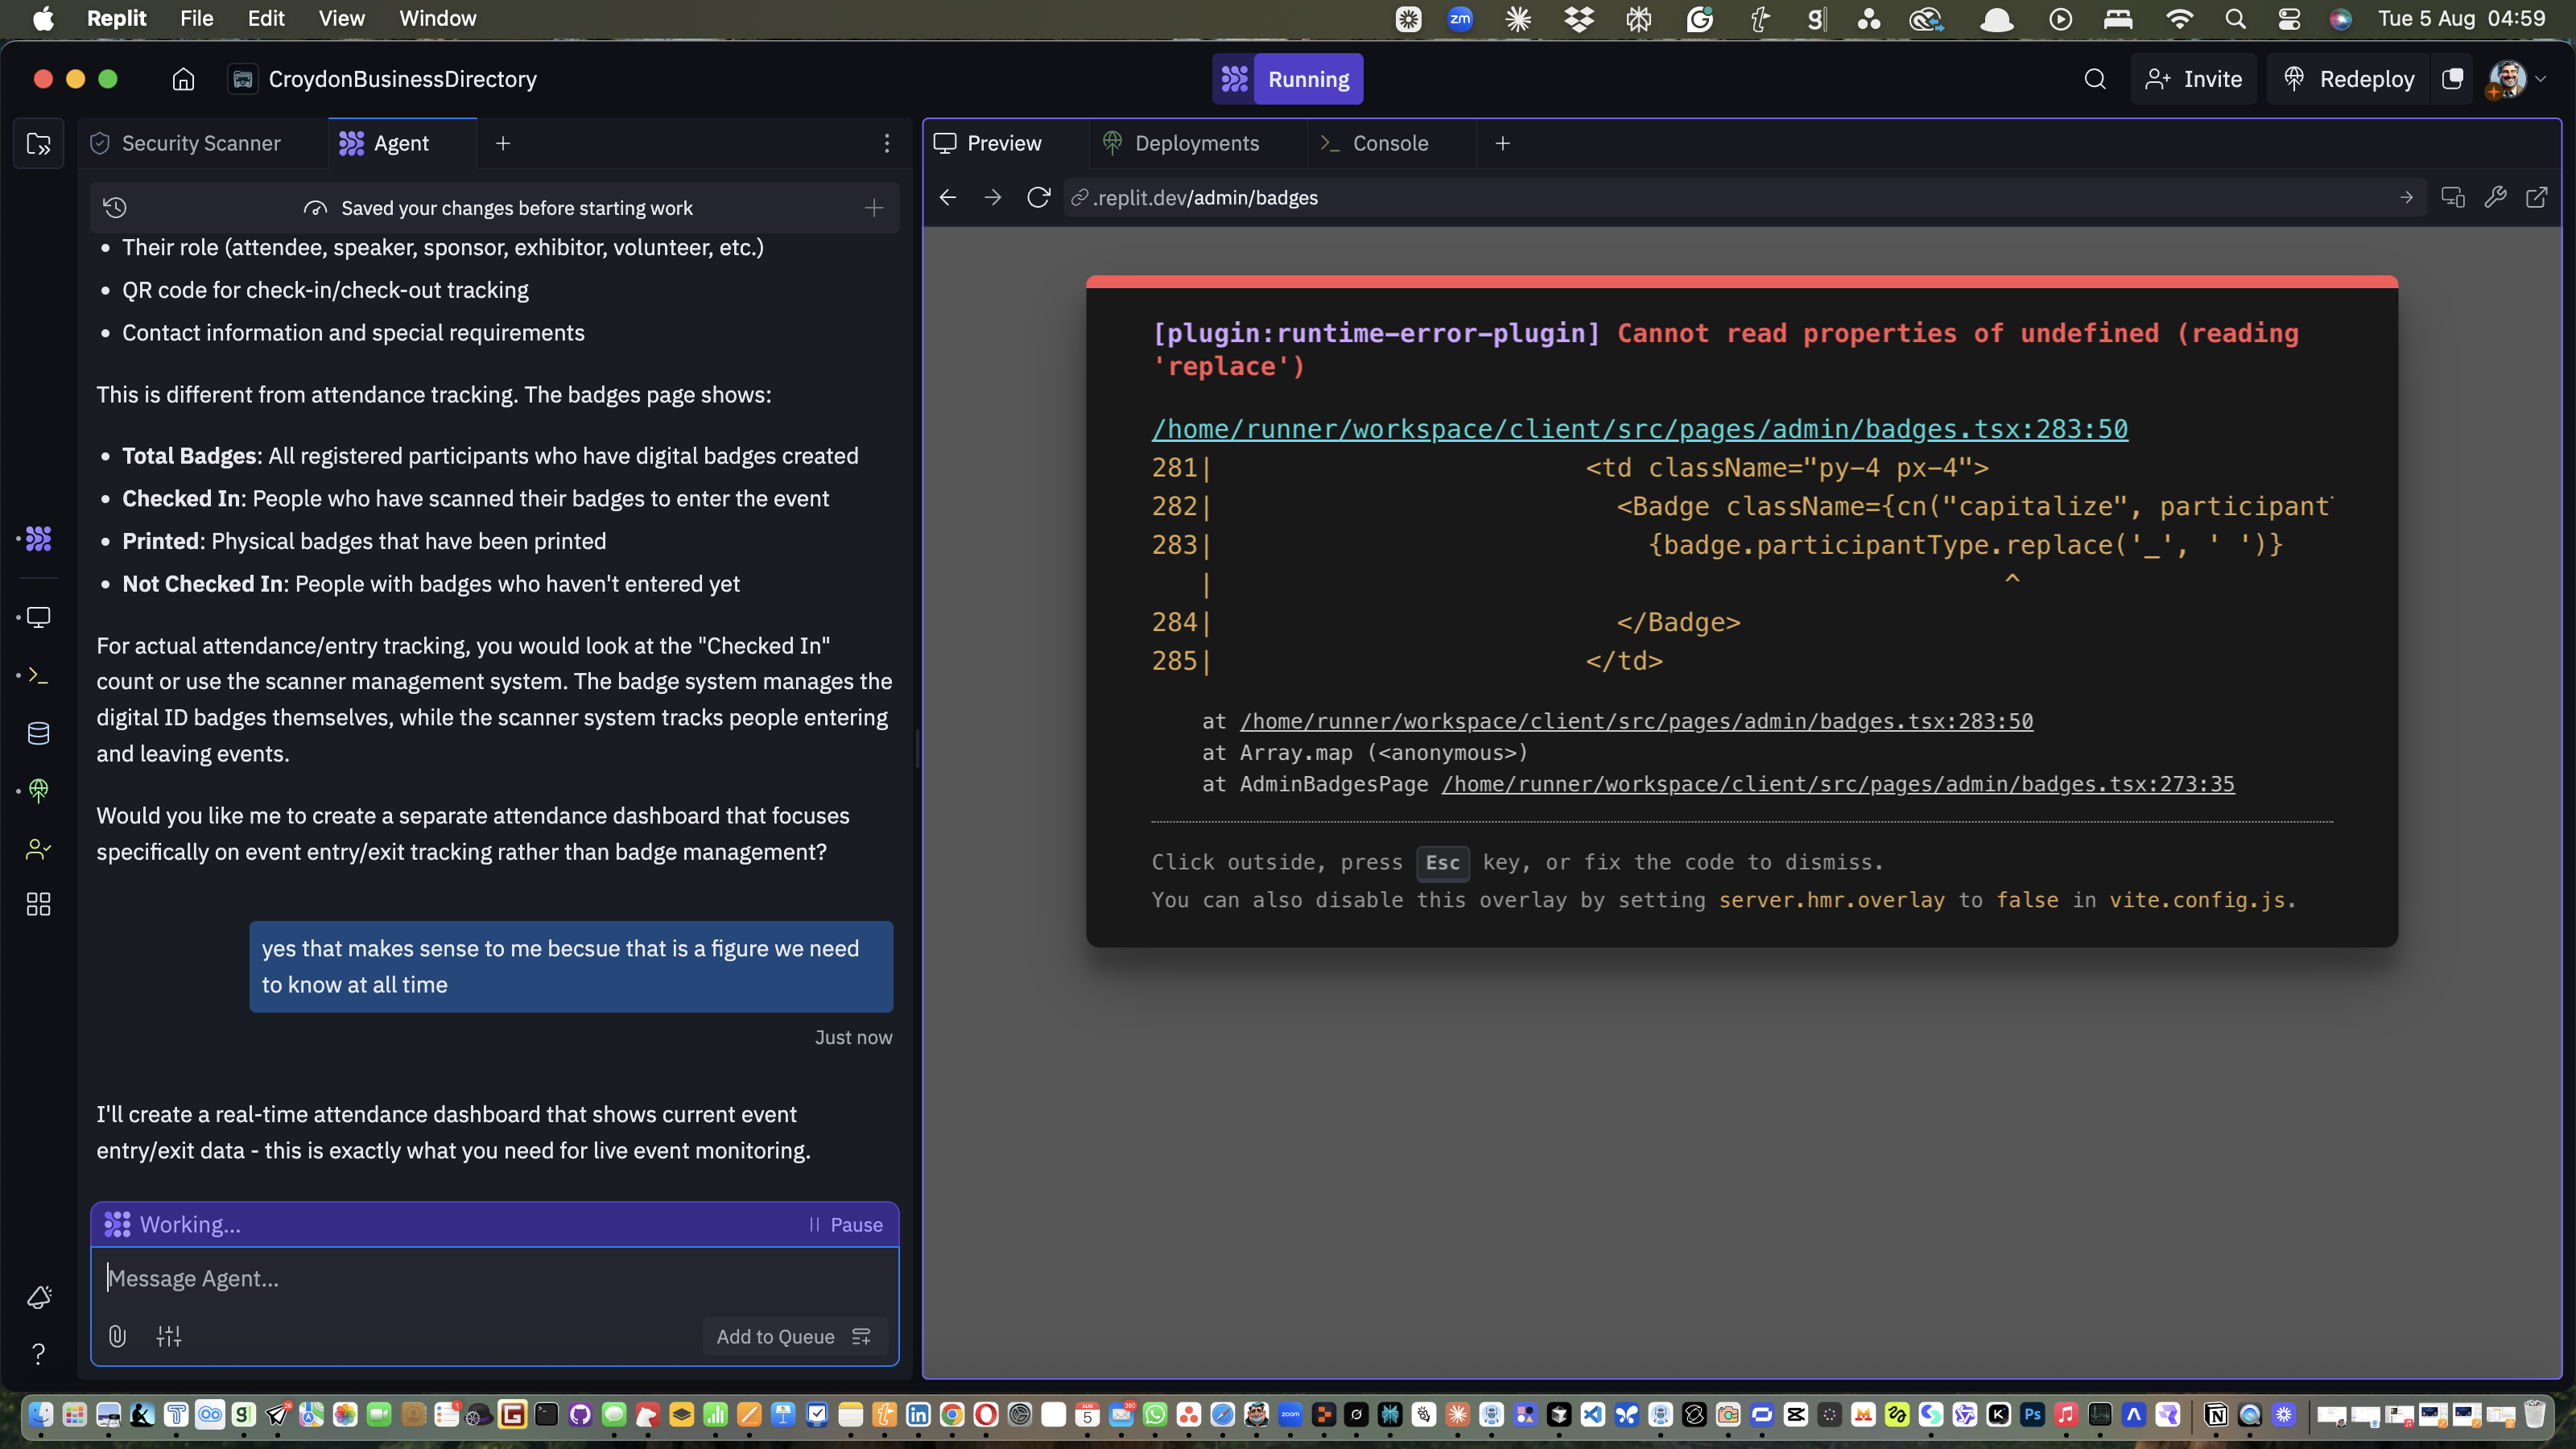 Replit File Edit View Window
zm
Tue 5 Aug 04:59
CroydonBusinessDirectory
Running
Invite
Redeploy
Security Scanner
Agent
Saved your changes before starting work
• Their role (attendee, speaker, sponsor, exhibitor, volunteer, etc.)
• QR code for check-in/check-out tracking
• Contact information and special requirements
This is different from attendance tracking. The badges page shows:
• Total Badges: All registered participants who have digital badges created
• Checked In: People who have scanned their badges to enter the event
• Printed: Physical badges that have been printed
• Not Checked In: People with badges who haven't entered yet
For actual attendance/entry tracking, you would look at the "Checked In"
count or use the scanner management system. The badge system manages the
digital ID badges themselves, while the scanner system tracks people entering
and leaving events.
Would you like me to create a separate attendance dashboard that focuses
specifically on event entry/exit tracking rather than badge management?
yes that makes sense to me becsue that is a figure we need
to know at all time
Just now
I'll create a real-time attendance dashboard that shows current event
entry/exit data - this is exactly what you need for live event monitoring.
Working...
Pause
Message Agent...
Add to Queue
Preview
Deployments
Console
.replit.dev/admin/badges
[plugin:runtime-error-plugin] Cannot read properties of undefined (reading
'replace')
/home/runner/workspace/client/src/pages/admin/badges.tsx:283:50
281| <td className="py-4 px-4">
282| <Badge className={cn("capitalize", participant
283| {badge.participantType.replace('_', ' ')}
| ^
284| </Badge>
285| </td>
at /home/runner/workspace/client/src/pages/admin/badges.tsx:283:50
at Array.map (<anonymous>)
at AdminBadgesPage /home/runner/workspace/client/src/pages/admin/badges.tsx:273:35
Click outside, press Esc key, or fix the code to dismiss.
You can also disable this overlay by setting server.hmr.overlay to false in vite.config.js.